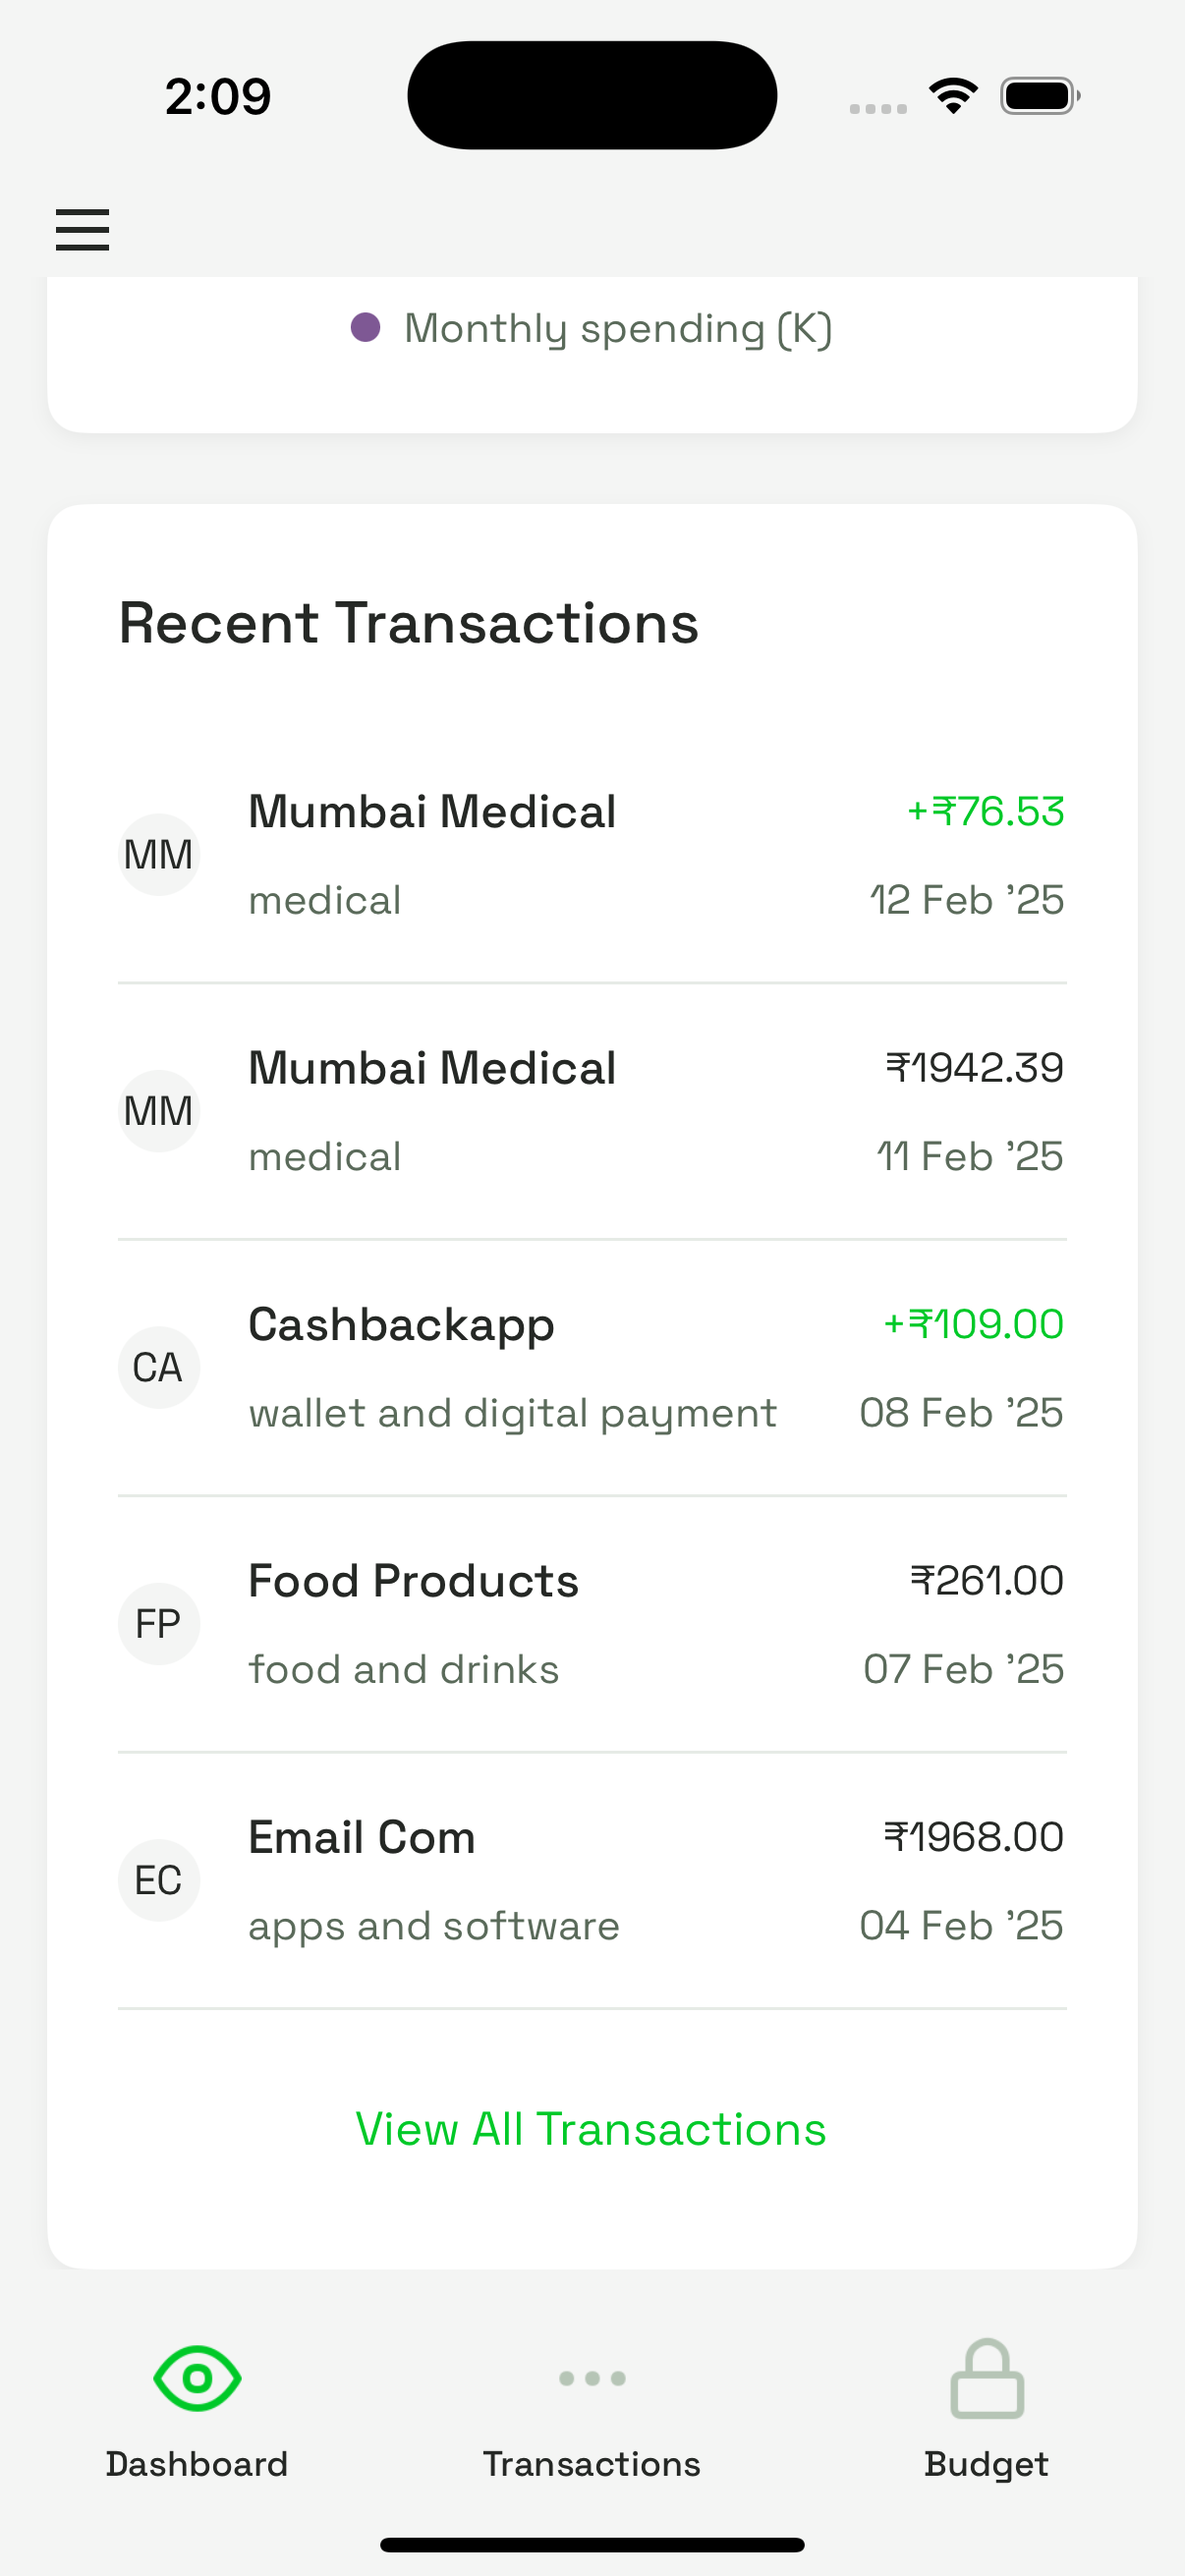 2:09
Monthly spending (K)
Recent Transactions
MM
Mumbai Medical
+₹76.53
medical
12 Feb ’25
MM
Mumbai Medical
₹1942.39
medical
11 Feb ’25
CA
Cashbackapp
+₹109.00
wallet and digital payment
08 Feb ’25
FP
Food Products
₹261.00
food and drinks
07 Feb ’25
EC
Email Com
₹1968.00
apps and software
04 Feb ’25
View All Transactions
Dashboard
Transactions
Budget